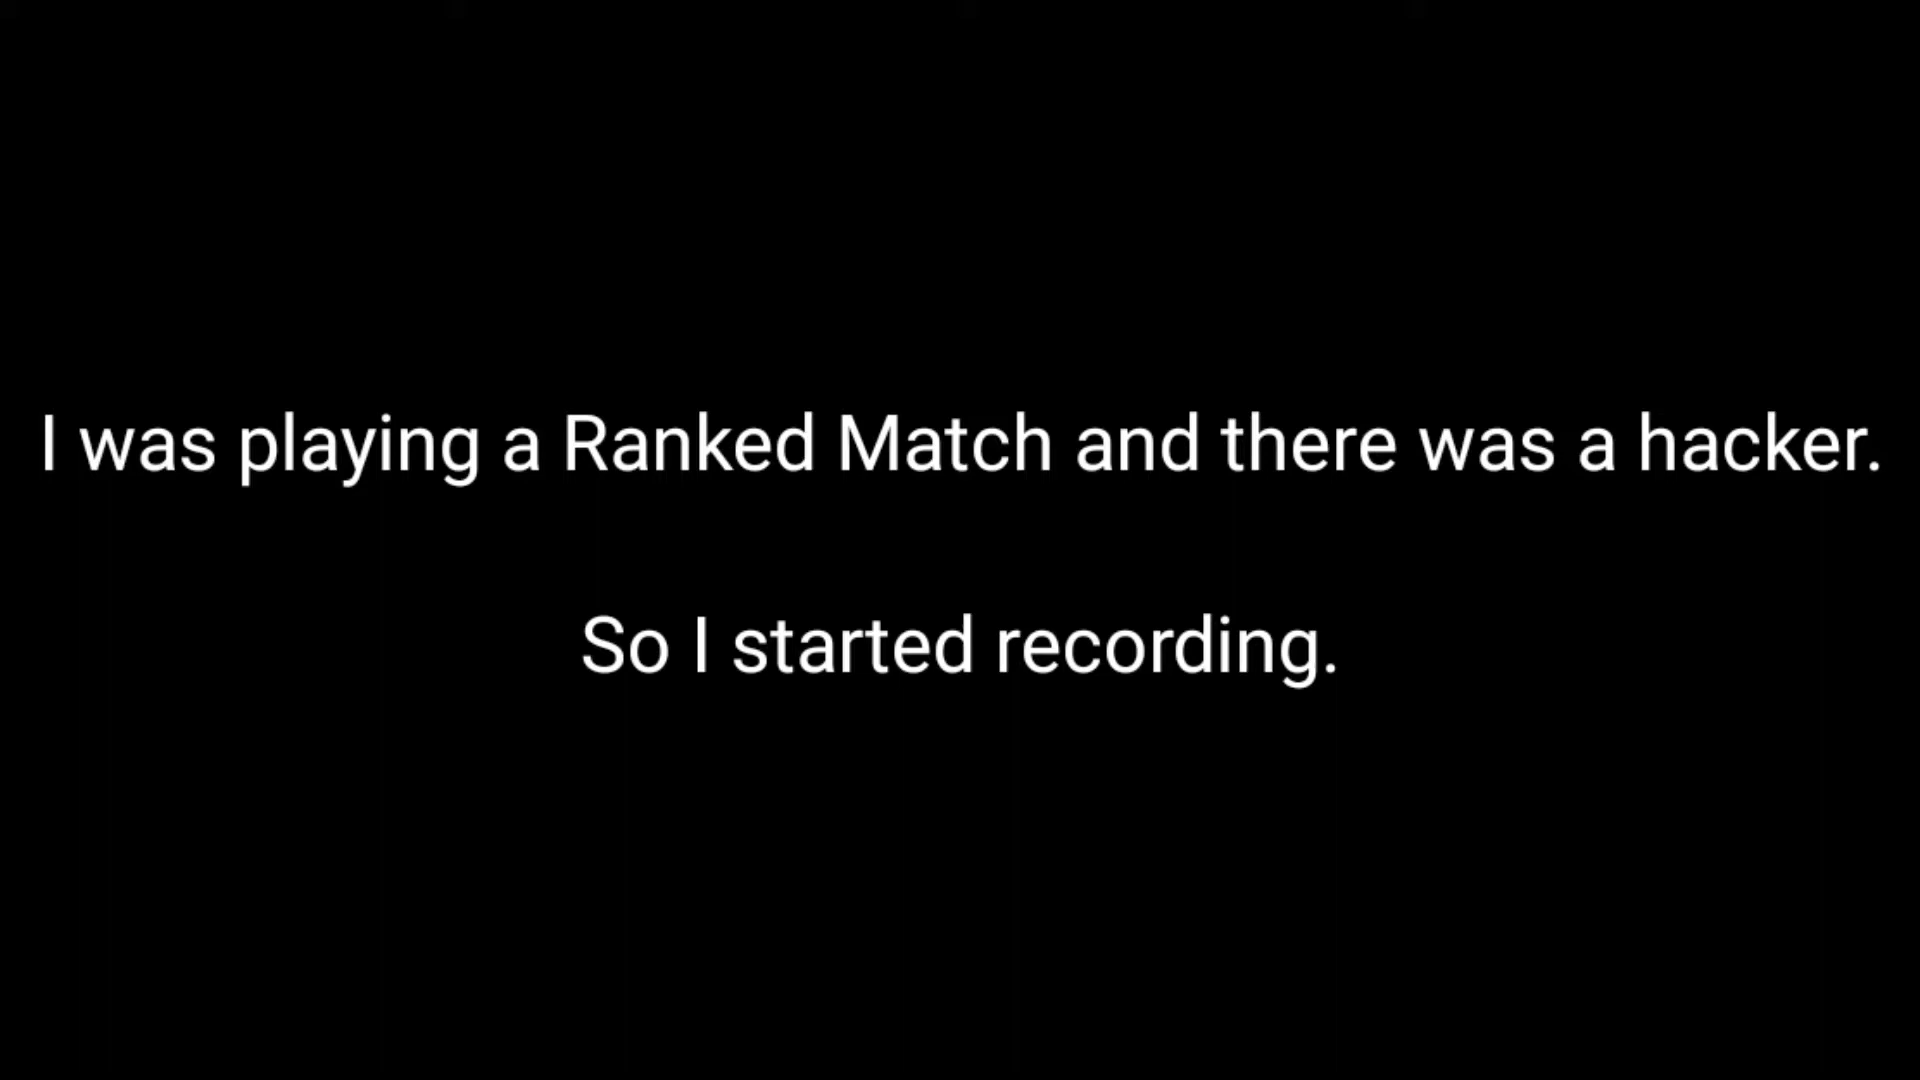 I was playing a Ranked Match and there was a hacker.
So I started recording.